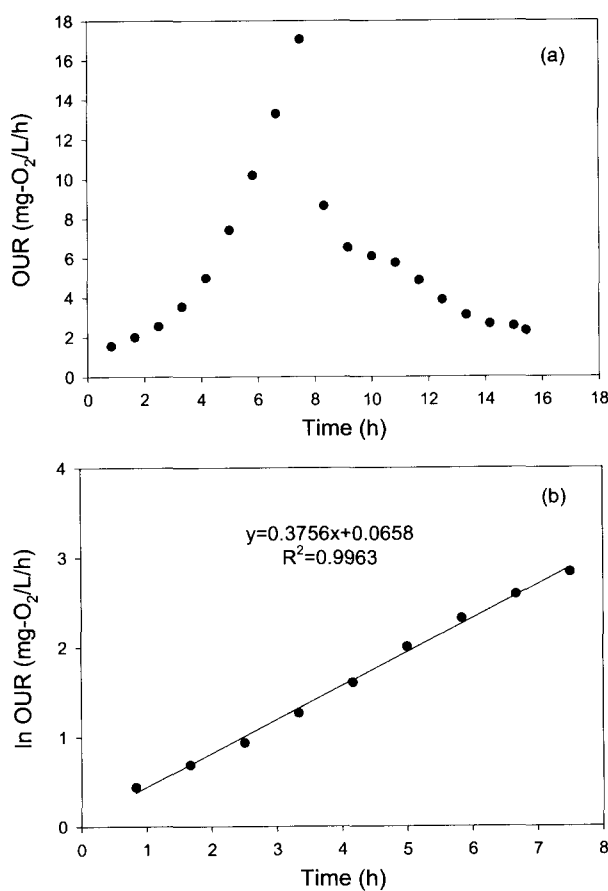 (a)
OUR (mg-O₂/L/h)
18
16
14
12
10
8
6
4
2
0
0 2 4 6 8 10 12 14 16 18
Time (h)
(b)
y=0.3756x+0.0658
R²=0.9963
ln OUR (mg-O₂/L/h)
4
3
2
1
0
0 1 2 3 4 5 6 7 8
Time (h)